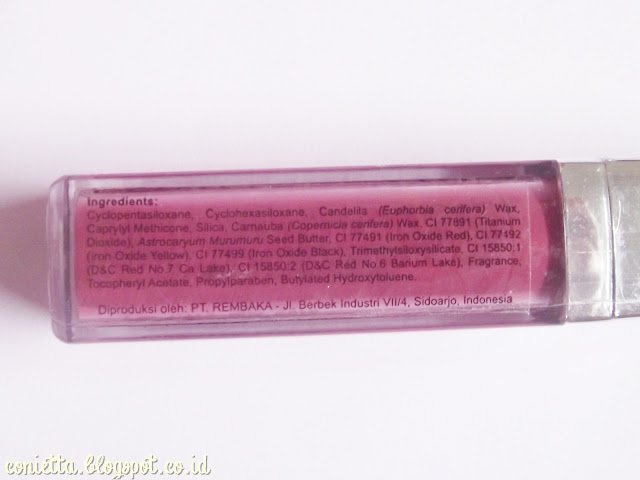 Ingredients:
Cyclopentasiloxane, Cyclohexasiloxane, Candelila (Euphorbia cerifera) Wax,
Caprylyl Methicone, Silica, Carnauba (Copernicia cerifera) Wax, CI 77891 (Titanium
Dioxide), Astrocaryum Murumuru Seed Butter, CI 77491 (Iron Oxide Red), CI 77492
(Iron Oxide Yellow), CI 77499 (Iron Oxide Black), Trimethylsiloxysilicate, CI 15850:1
(D&C Red No.7 Ca Lake), CI 15850:2 (D&C Red No.6 Barium Lake), Fragrance,
Tocopheryl Acetate, Propylparaben, Butylated Hydroxytoluene.
Diproduksi oleh: PT. REMBAKA - Jl. Berbek Industri VII/4, Sidoarjo, Indonesia
conietta.blogspot.co.id